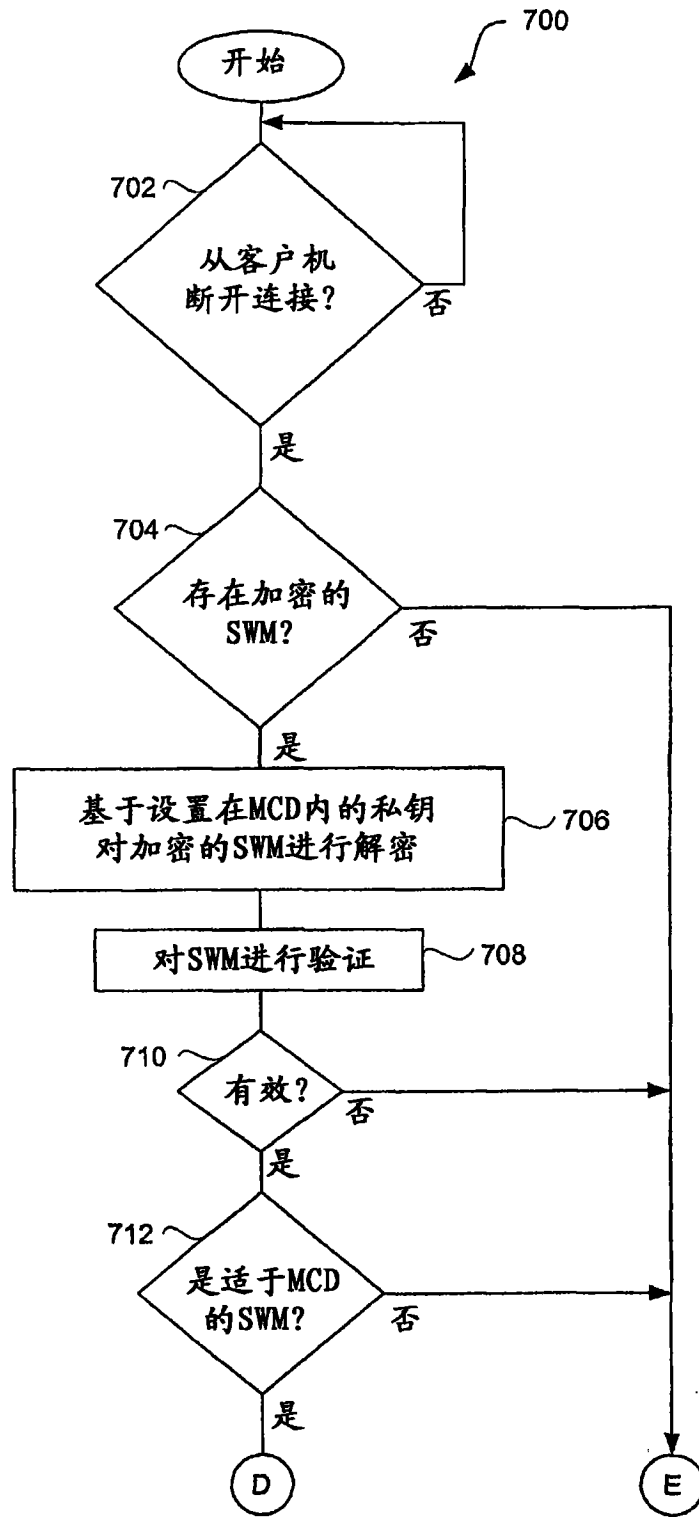 700
开始
702
从客户机
断开连接?
否
是
704
存在加密的
SWM?
否
是
基于设置在MCD内的私钥
对加密的SWM进行解密
706
对SWM进行验证
708
710
有效?
否
是
712
是适于MCD
的SWM?
否
是
D
E